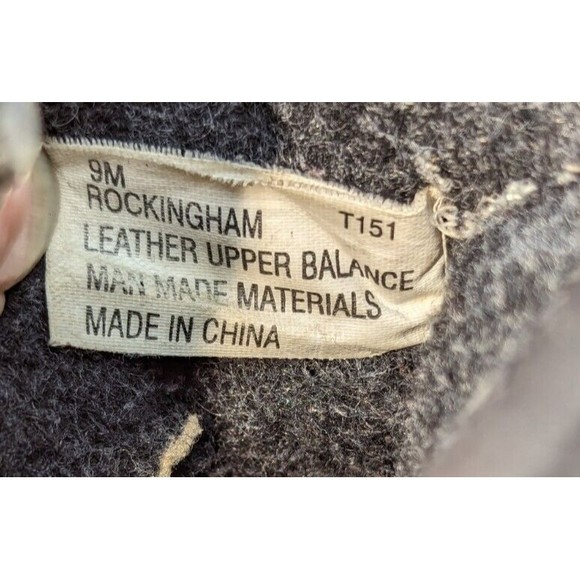 9M
ROCKINGHAM T151
LEATHER UPPER BALANCE
MAN MADE MATERIALS
MADE IN CHINA